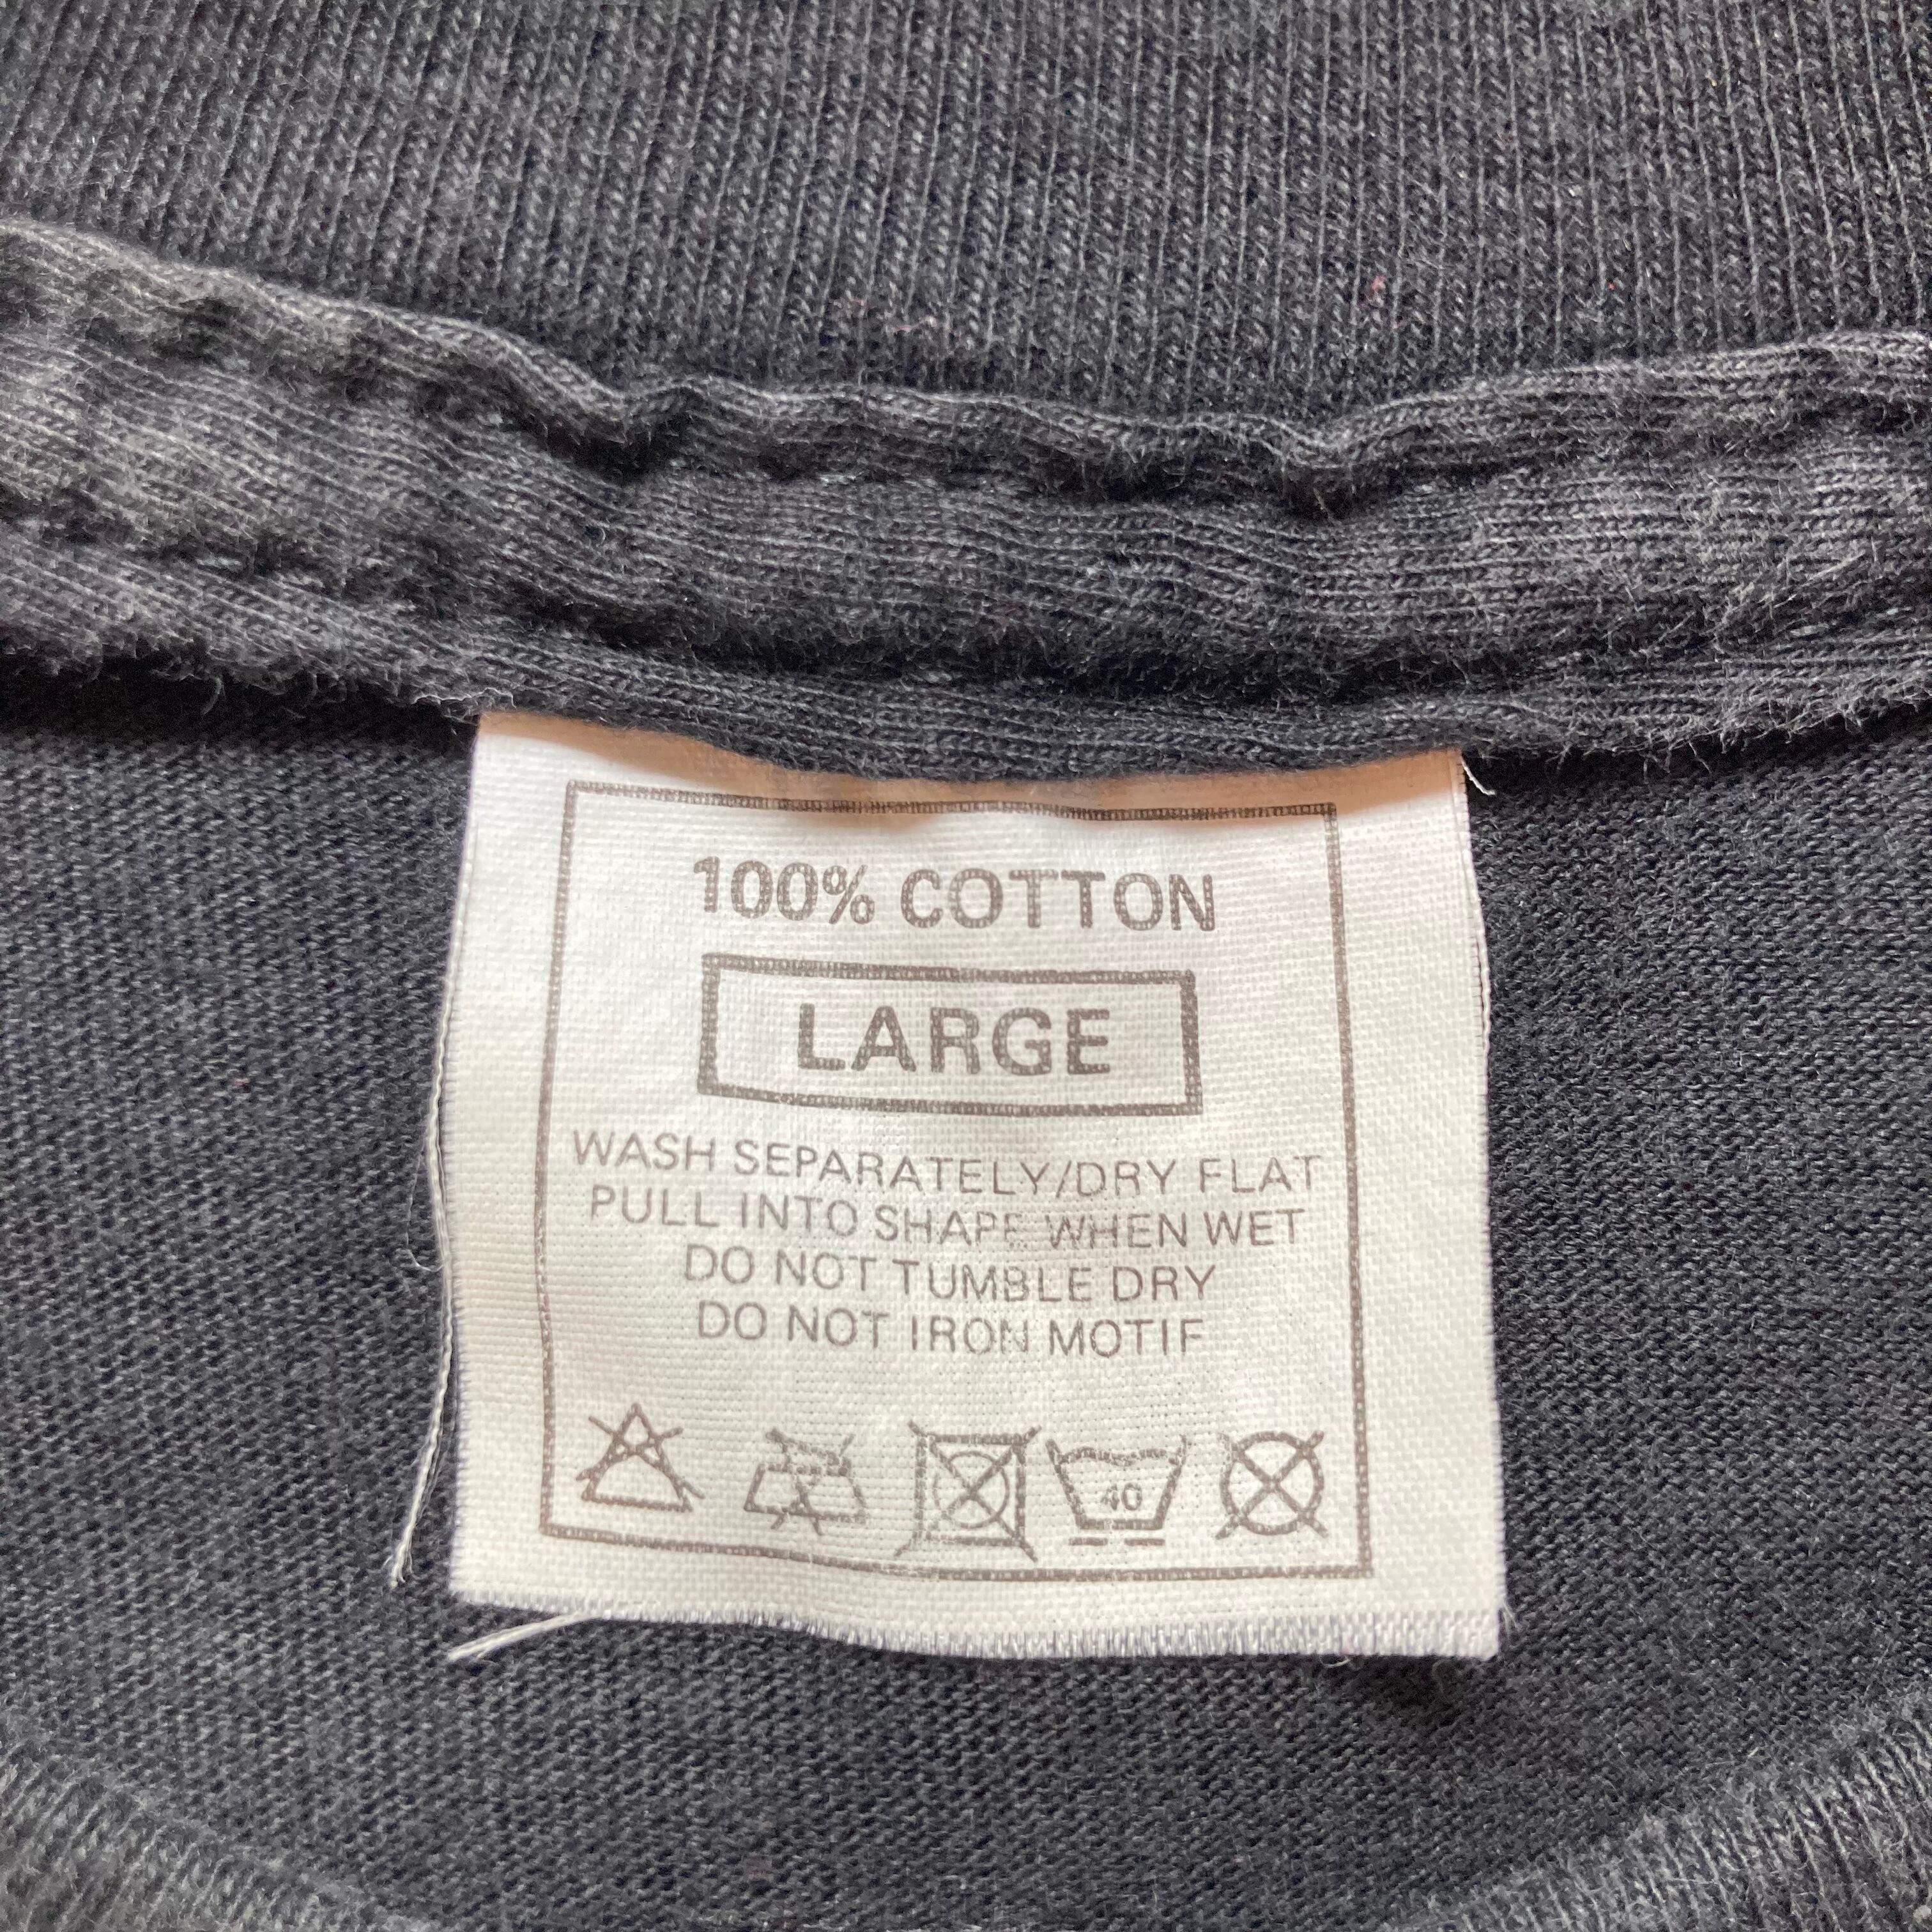 100% COTTON
LARGE
WASH SEPARATELY/DRY FLAT
PULL INTO SHAPE WHEN WET
DO NOT TUMBLE DRY
DO NOT IRON MOTIF
40